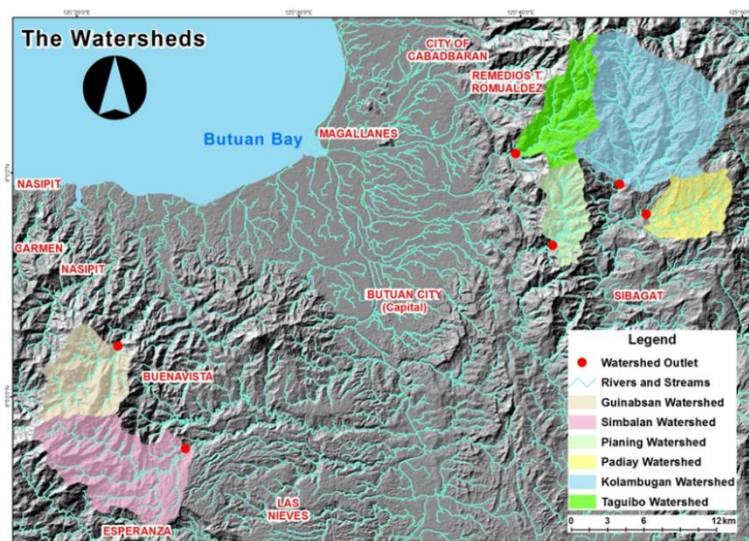 The Watersheds
CITY OF
CABADBARAN
REMEDIOS T.
ROMUALDEZ
MAGALLANES
Butuan Bay
NASIPIT
CARMEN
NASIPIT
BUTUAN CITY
(Capital)
SIBAGAT
BUENAVISTA
LAS
NIEVES
ESPERANZA
Legend
Watershed Outlet
Rivers and Streams
Guinabsan Watershed
Simbalan Watershed
Pianing Watershed
Padiay Watershed
Kolambugan Watershed
Taguibo Watershed
0 3 6 12 km